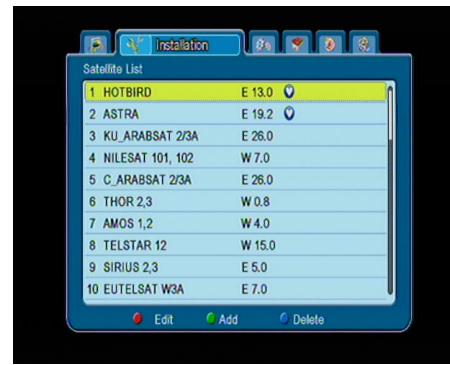 Installation
Satellite List
1 HOTBIRD E 13.0
2 ASTRA E 19.2
3 KU_ARABSAT 2/3A E 26.0
4 NILESAT 101, 102 W 7.0
5 C_ARABSAT 2/3A E 26.0
6 THOR 2,3 W 0.8
7 AMOS 1,2 W 4.0
8 TELSTAR 12 W 15.0
9 SIRIUS 2,3 E 5.0
10 EUTELSAT W3A E 7.0
Edit Add Delete